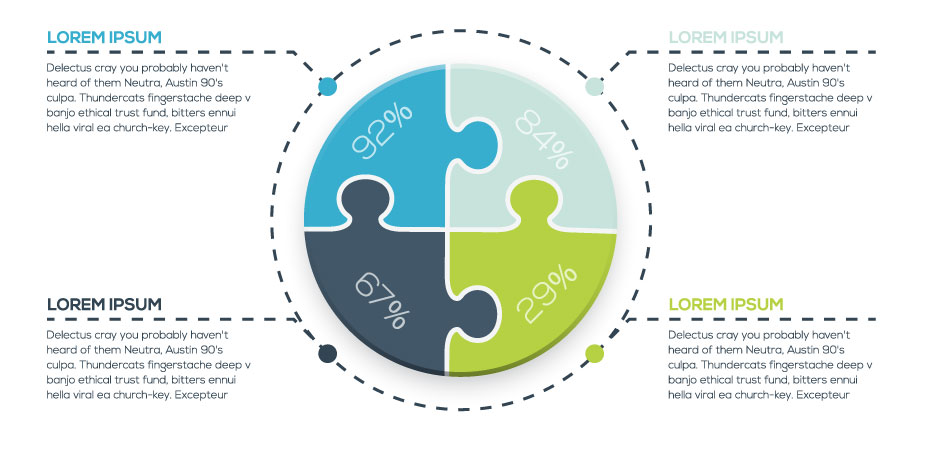 LOREM IPSUM
Delectus cray you probably haven't
heard of them Neutra, Austin 90's
culpa. Thundercats fingerstache deep v
banjo ethical trust fund, bitters ennui
hella viral ea church-key. Excepteur
LOREM IPSUM
Delectus cray you probably haven't
heard of them Neutra, Austin 90's
culpa. Thundercats fingerstache deep v
banjo ethical trust fund, bitters ennui
hella viral ea church-key. Excepteur
92%
84%
67%
29%
LOREM IPSUM
Delectus cray you probably haven't
heard of them Neutra, Austin 90's
culpa. Thundercats fingerstache deep v
banjo ethical trust fund, bitters ennui
hella viral ea church-key. Excepteur
LOREM IPSUM
Delectus cray you probably haven't
heard of them Neutra, Austin 90's
culpa. Thundercats fingerstache deep v
banjo ethical trust fund, bitters ennui
hella viral ea church-key. Excepteur